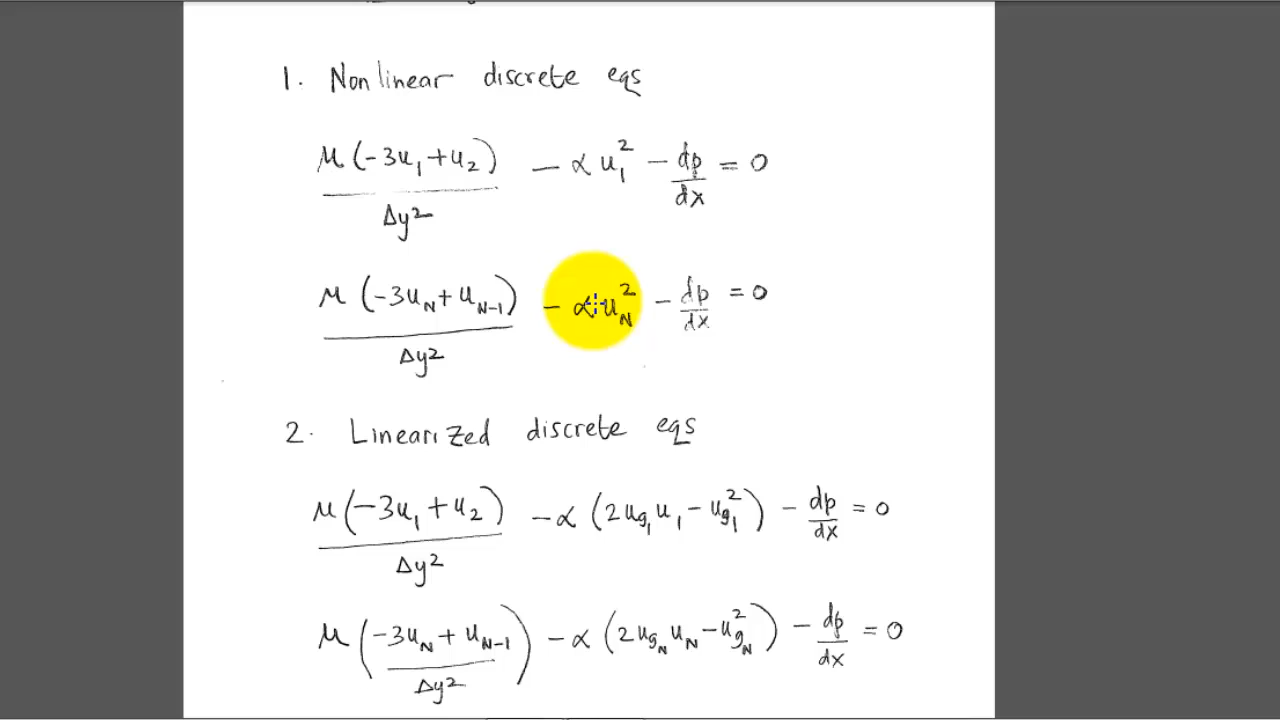 1. Nonlinear discrete eqs
μ(-3u₁+u₂)/Δy² - αu₁² - dp/dx = 0
μ(-3u_N+u_{N-1})/Δy² - αu_N² - dp/dx = 0
2. Linearized discrete eqs
μ(-3u₁+u₂)/Δy² - α(2u_{g₁}u₁ - u_{g₁}²) - dp/dx = 0
μ((-3u_N+u_{N-1})/Δy²) - α(2u_{g_N}u_N - u_{g_N}²) - dp/dx = 0